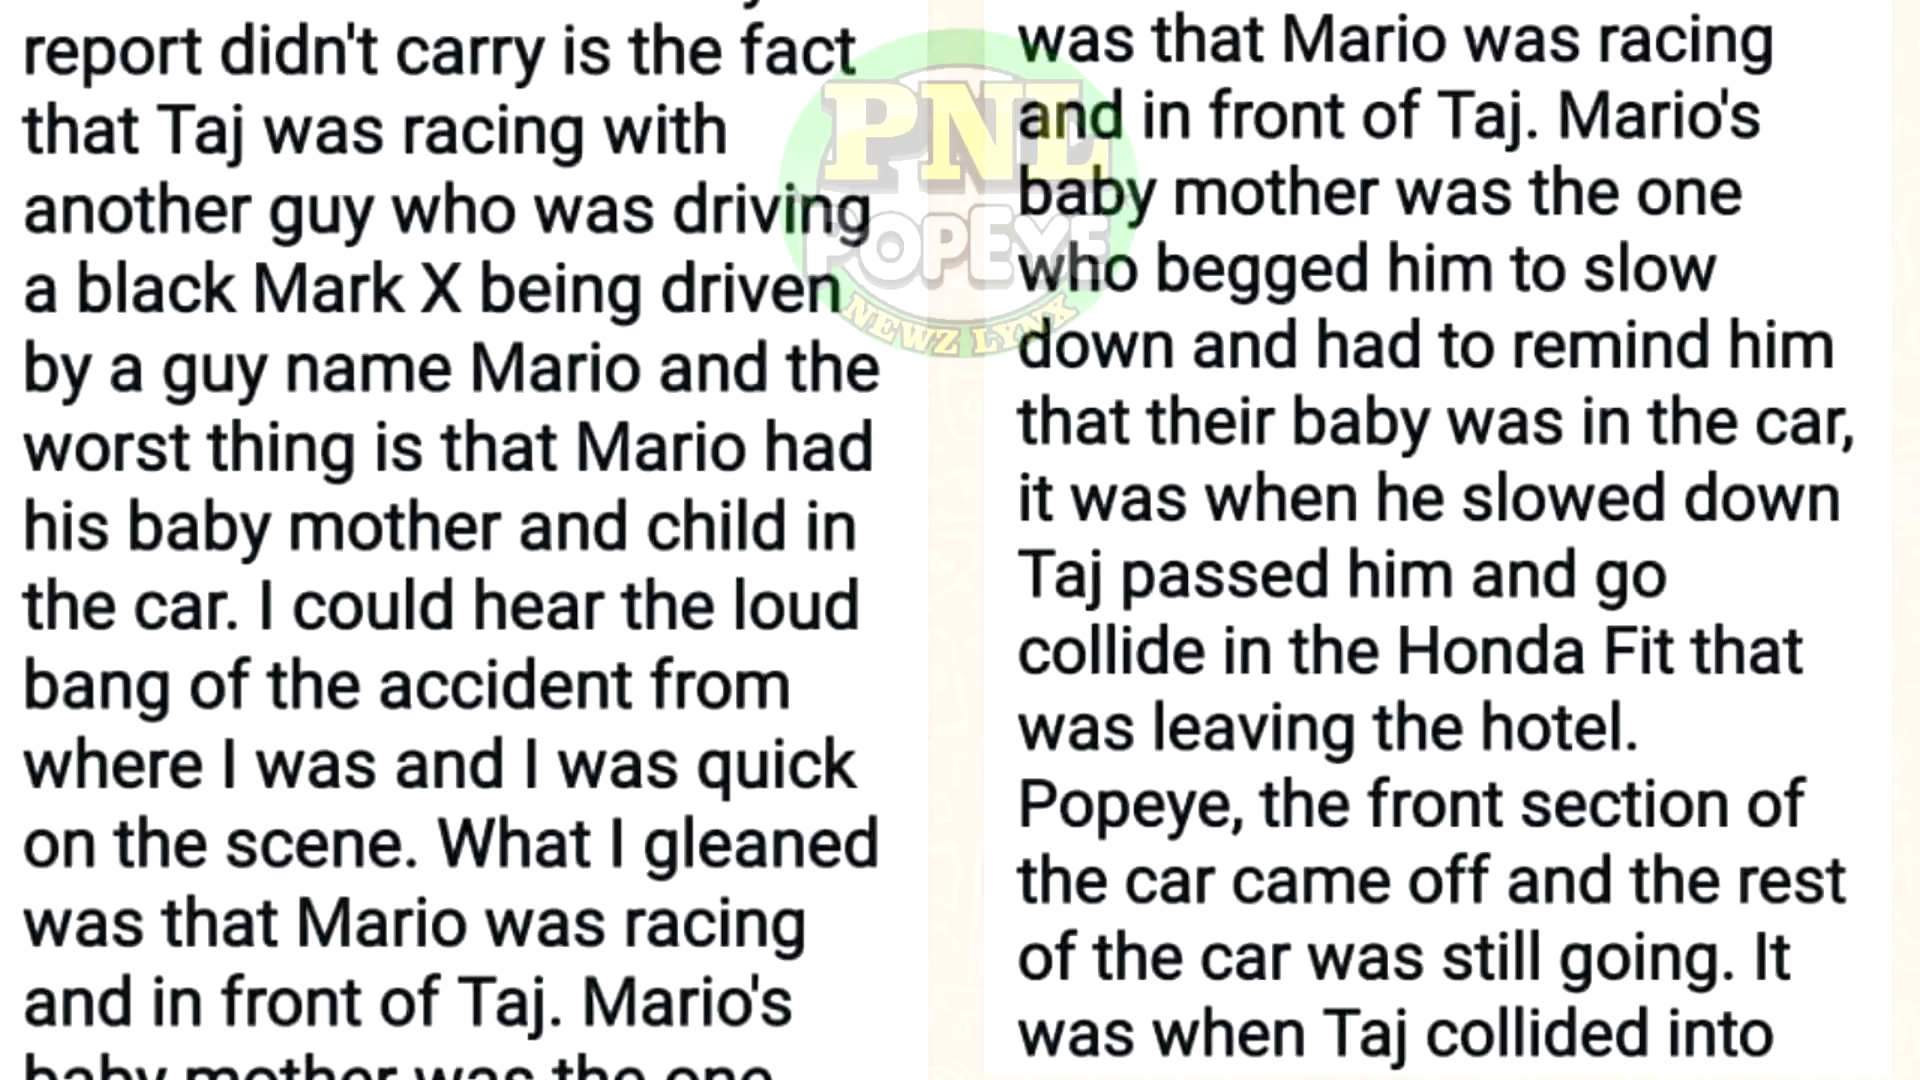 report didn't carry is the fact
that Taj was racing with
another guy who was driving
a black Mark X being driven
by a guy name Mario and the
worst thing is that Mario had
his baby mother and child in
the car. I could hear the loud
bang of the accident from
where I was and I was quick
on the scene. What I gleaned
was that Mario was racing
and in front of Taj. Mario's
baby mother was the one
was that Mario was racing
and in front of Taj. Mario's
baby mother was the one
who begged him to slow
down and had to remind him
that their baby was in the car,
it was when he slowed down
Taj passed him and go
collide in the Honda Fit that
was leaving the hotel.
Popeye, the front section of
the car came off and the rest
of the car was still going. It
was when Taj collided into
PNL
POPEYE
NEWZ LYNX